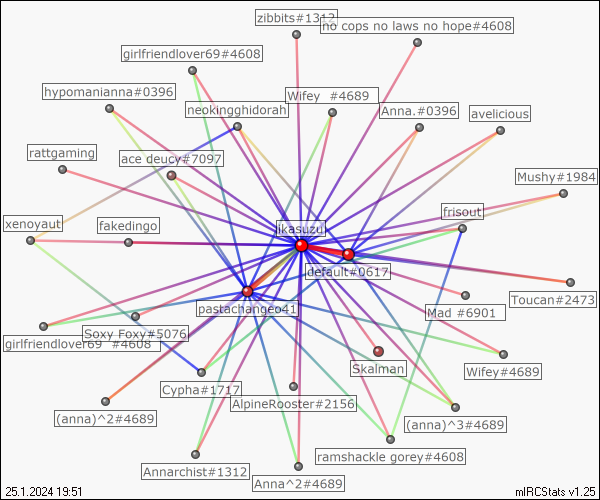 zibbits#1312
no cops no laws no hope#4608
girlfriendlover69#4608
hypomanianna#0396
Wifey #4689
neokingghidorah
Anna.#0396
avelicious
rattgaming
ace deucy#7097
Mushy#1984
xenoyaut
fakedingo
ikasuzu
frisout
default#0617
pastachangeo41
Toucan#2473
Mad #6901
girlfriendlover69 #4608
Soxy Foxy#5076
Skalman
Wifey#4689
Cypha#1717
AlpineRooster#2156
(anna)^2#4689
(anna)^3#4689
ramshackle gorey#4608
Annarchist#1312
Anna^2#4689
25.1.2024 19:51
mIRCStats v1.25